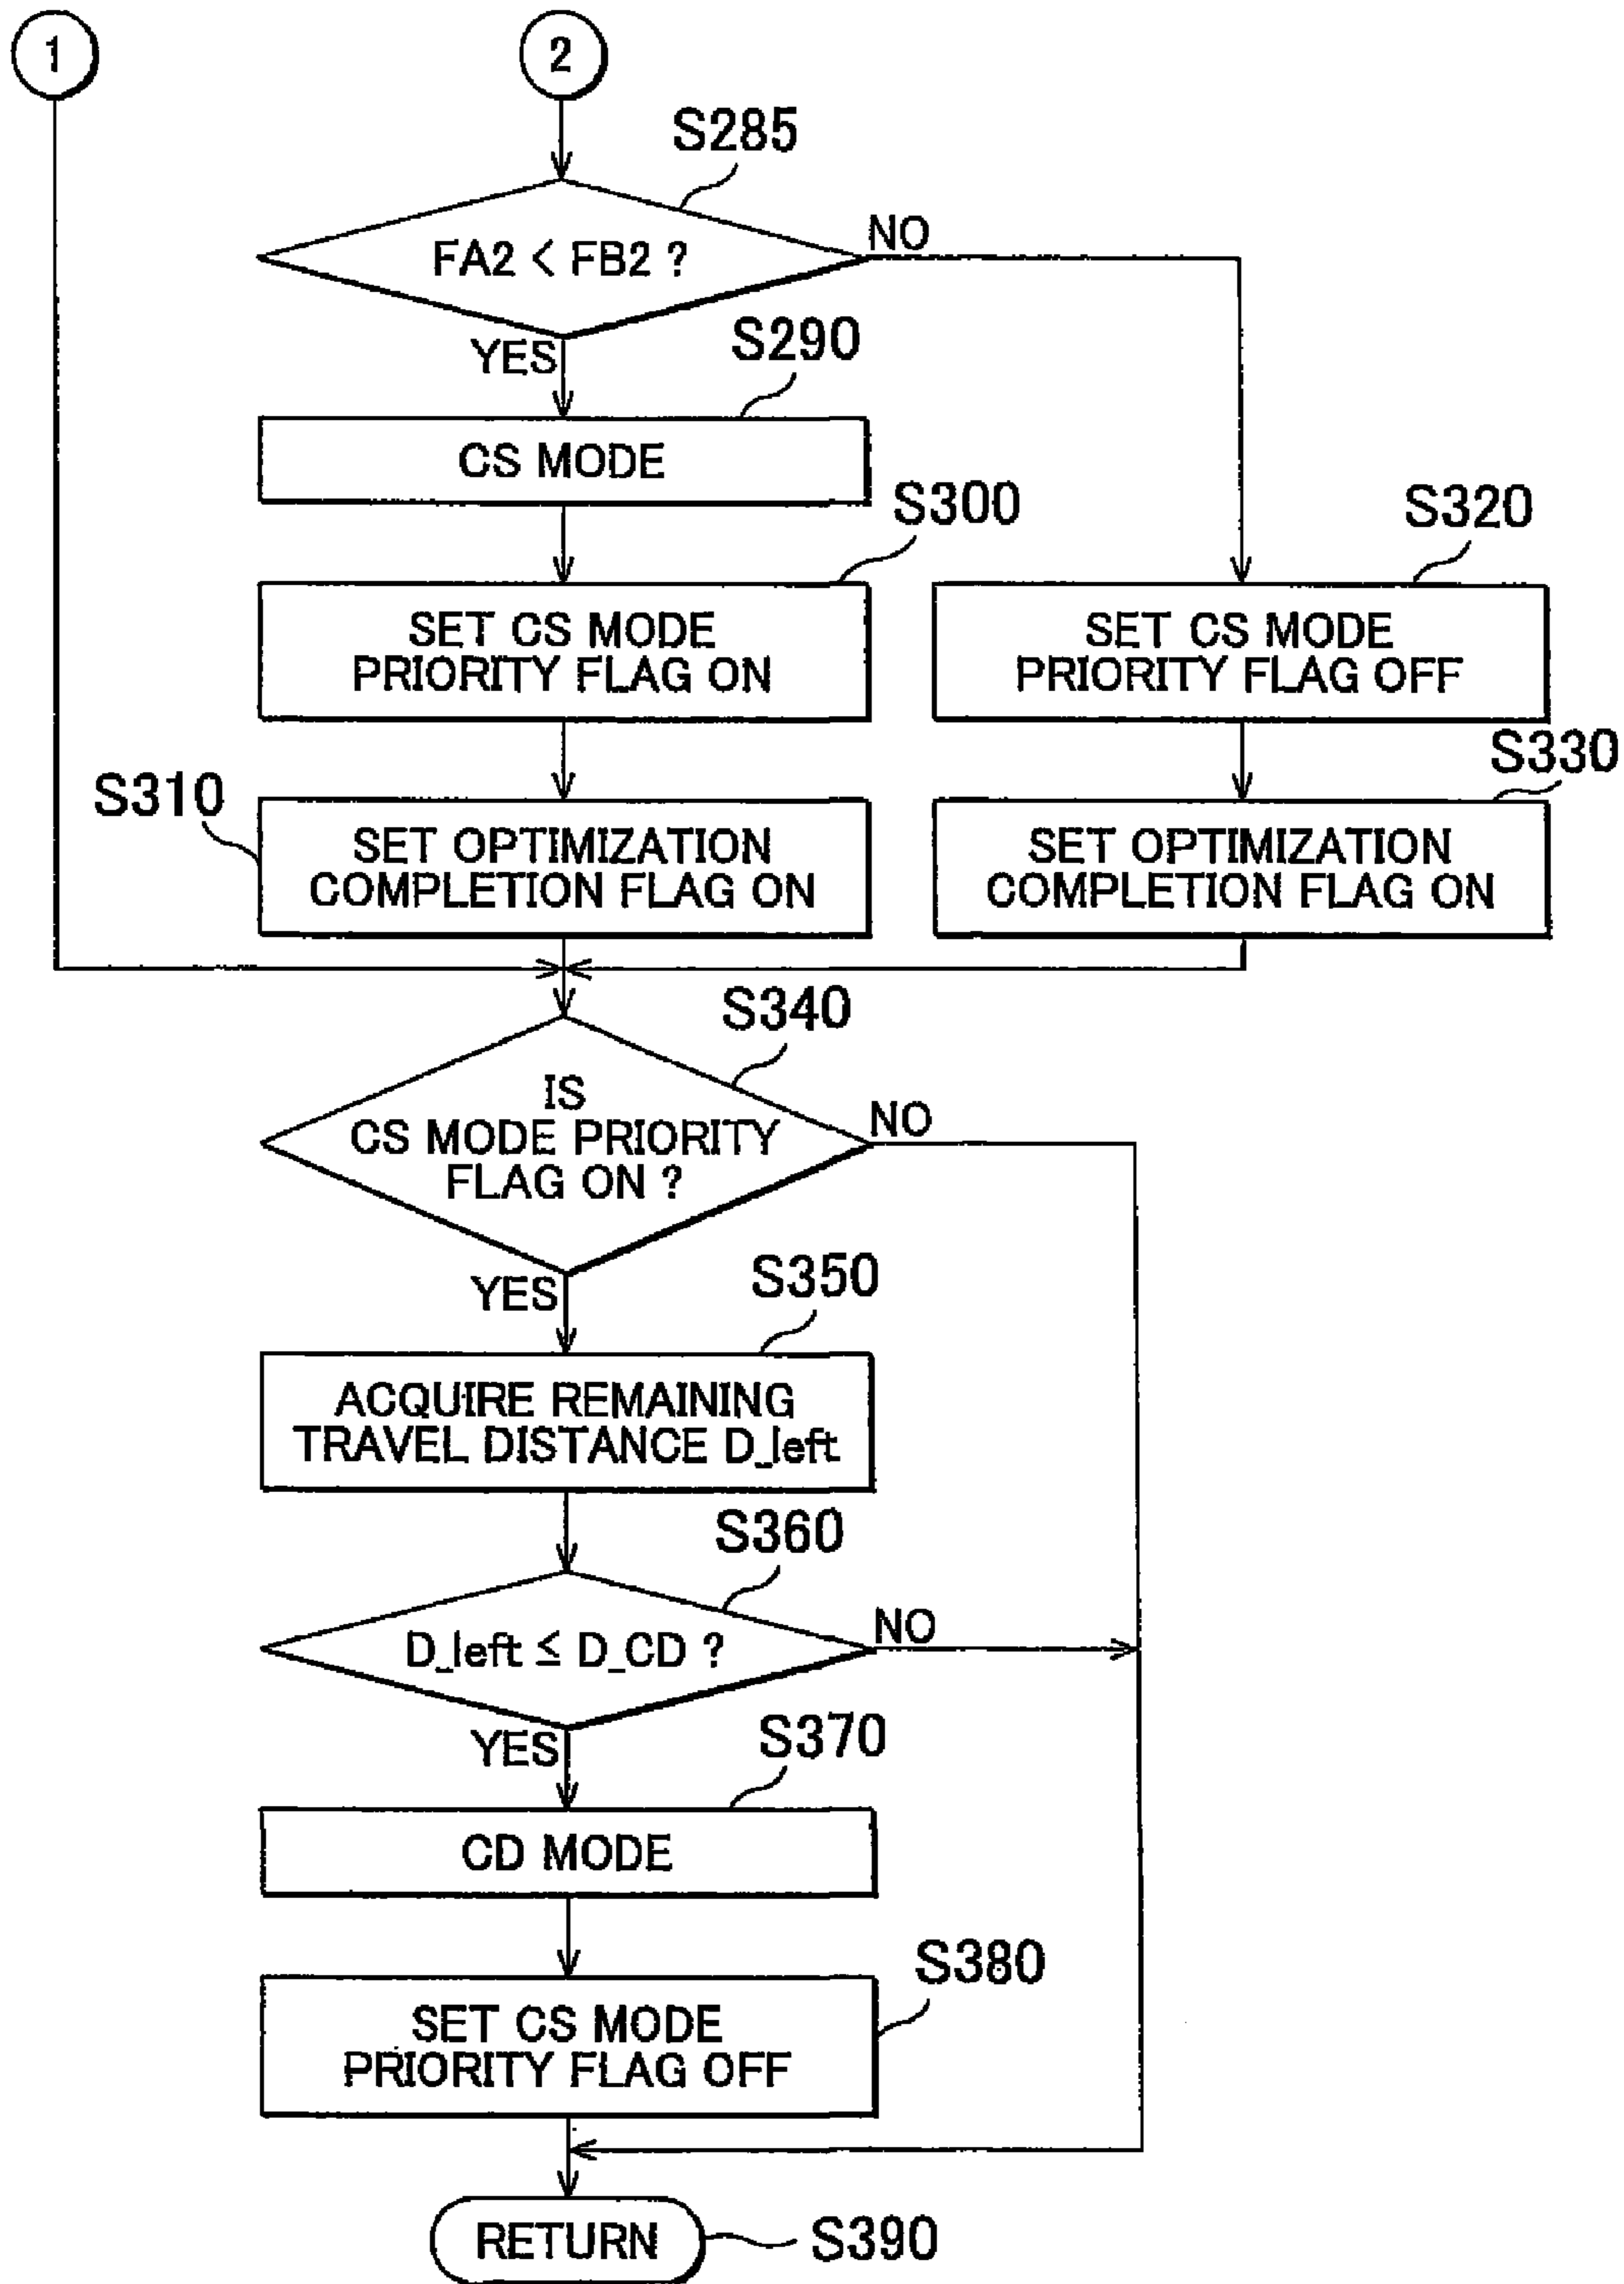 1
2
S285
FA2 < FB2 ?
NO
YES
S290
CS MODE
S300
SET CS MODE
PRIORITY FLAG ON
S320
SET CS MODE
PRIORITY FLAG OFF
S310
SET OPTIMIZATION
COMPLETION FLAG ON
S330
SET OPTIMIZATION
COMPLETION FLAG ON
S340
IS
CS MODE PRIORITY
FLAG ON ?
NO
YES
S350
ACQUIRE REMAINING
TRAVEL DISTANCE D_left
S360
D_left ≤ D_CD ?
NO
YES
S370
CD MODE
S380
SET CS MODE
PRIORITY FLAG OFF
RETURN
S390